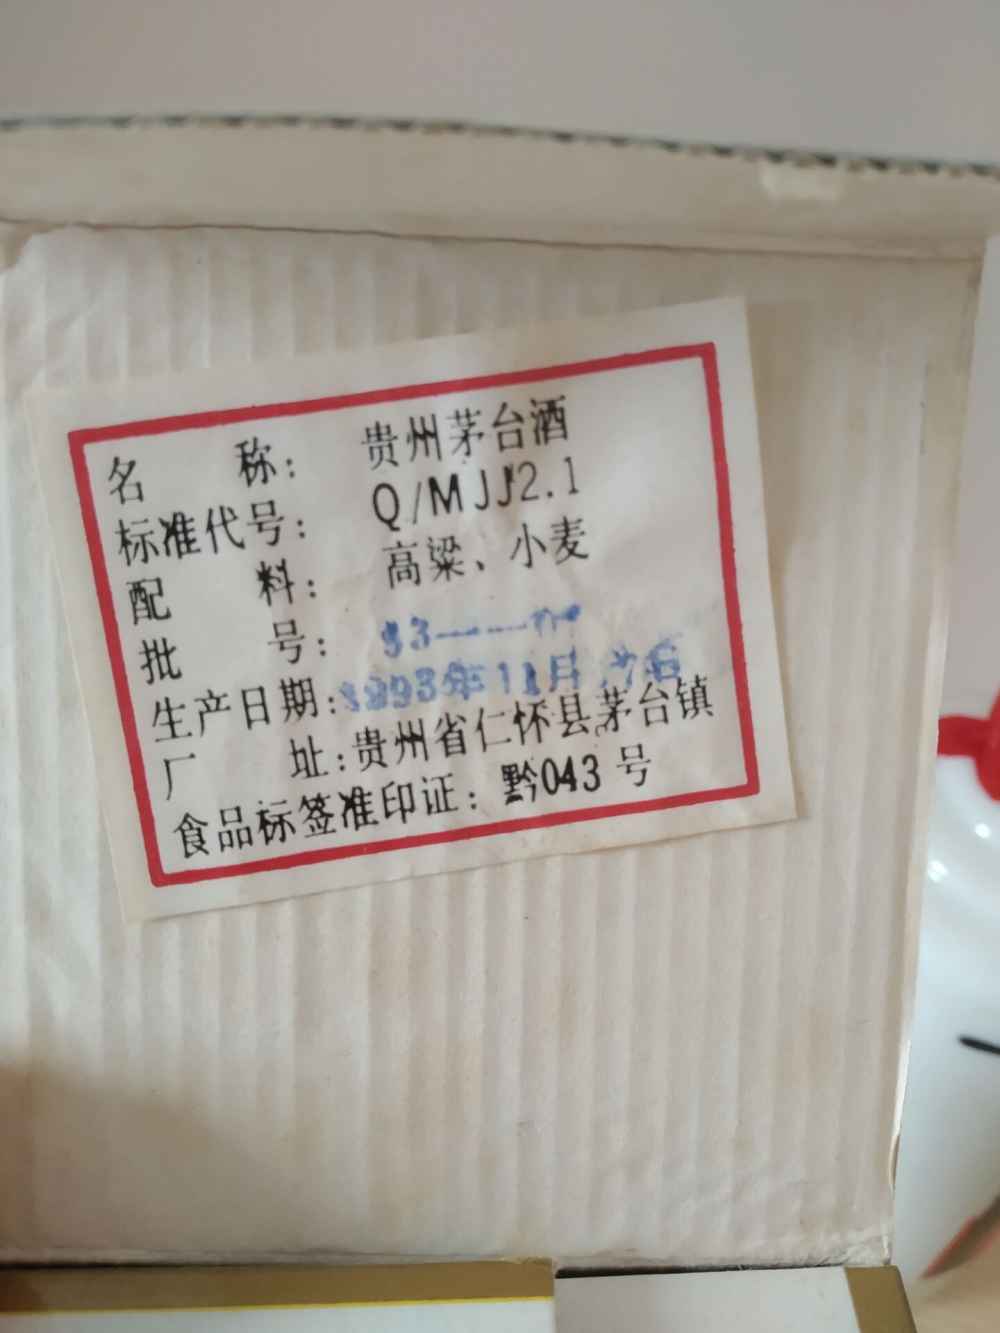 名 称： 贵州茅台酒
标准代号： Q/MJJ2.1
配 料： 高粱、小麦
批 号： 93——
生产日期：1993年11月
厂 址：贵州省仁怀县茅台镇
食品标签准印证：黔043号